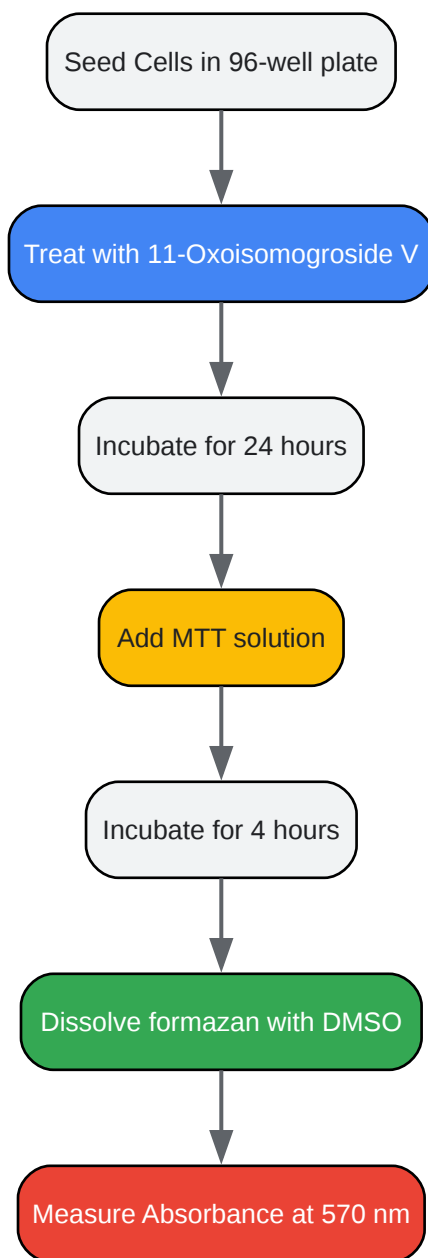 Seed Cells in 96-well plate
Treat with 11-Oxoisomogroside V
Incubate for 24 hours
Add MTT solution
Incubate for 4 hours
Dissolve formazan with DMSO
Measure Absorbance at 570 nm